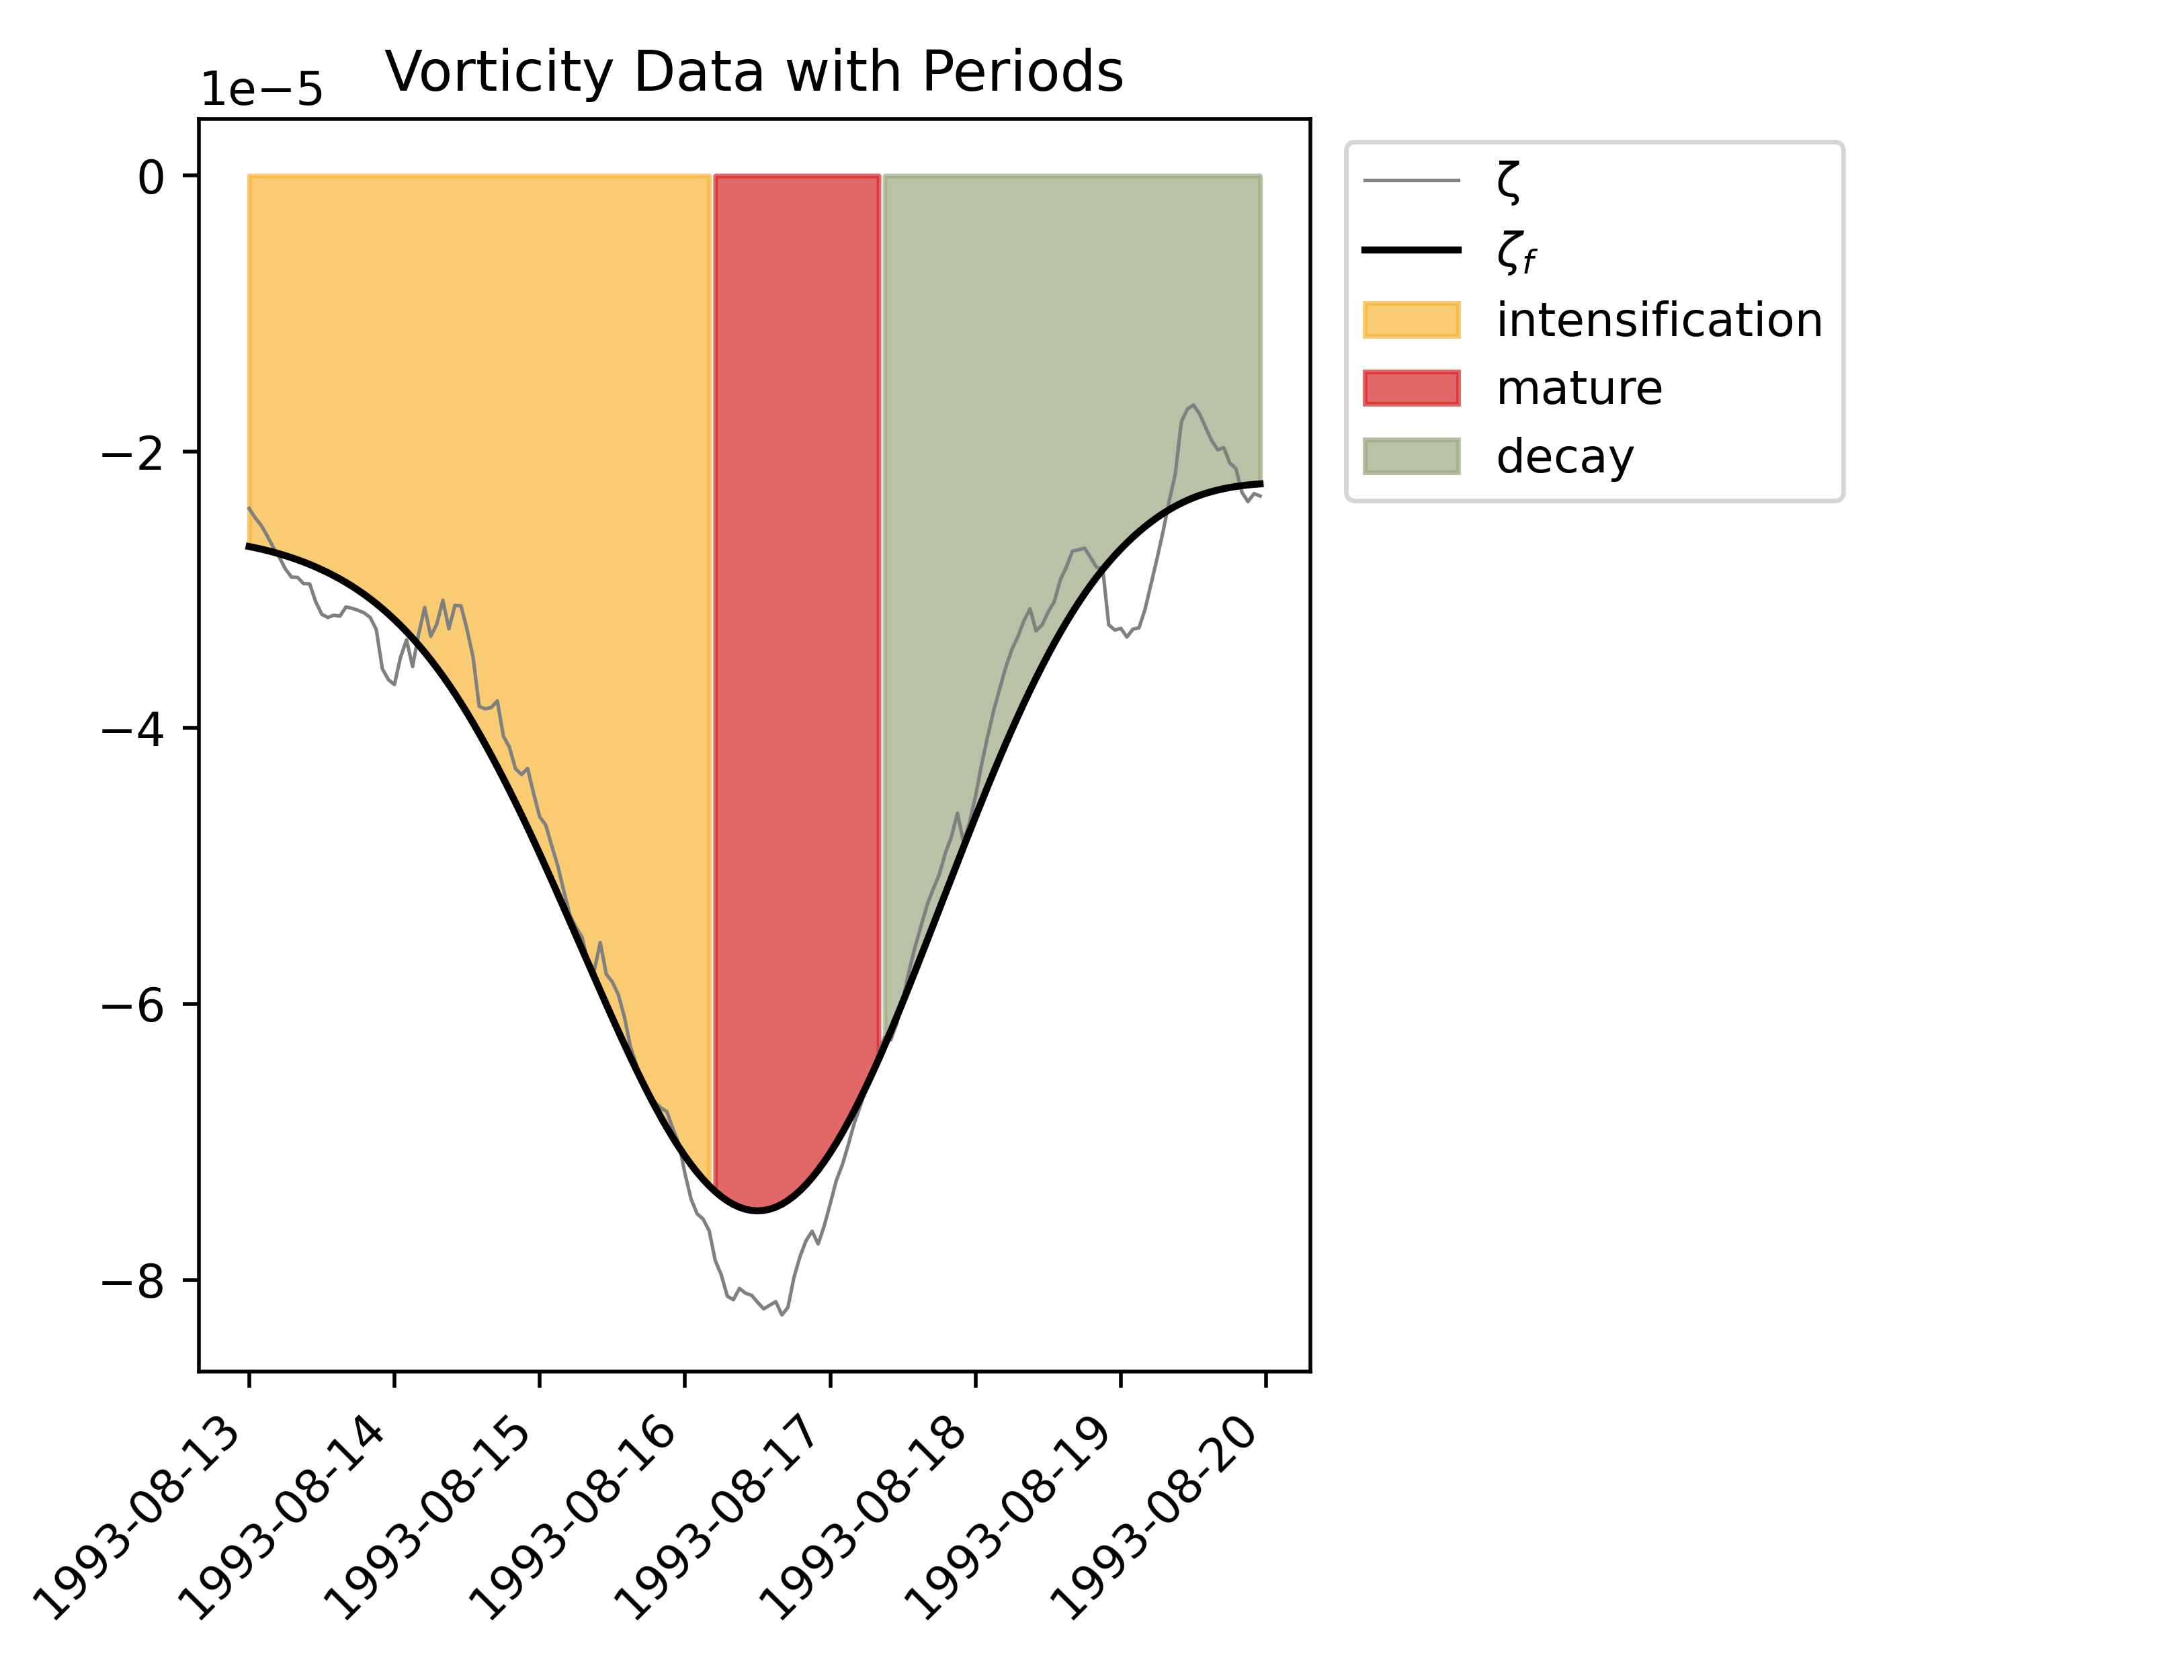 Vorticity Data with Periods
1e−5
0
−2
−4
−6
−8
1993-08-13
1993-08-14
1993-08-15
1993-08-16
1993-08-17
1993-08-18
1993-08-19
1993-08-20
ζ
ζf
intensification
mature
decay